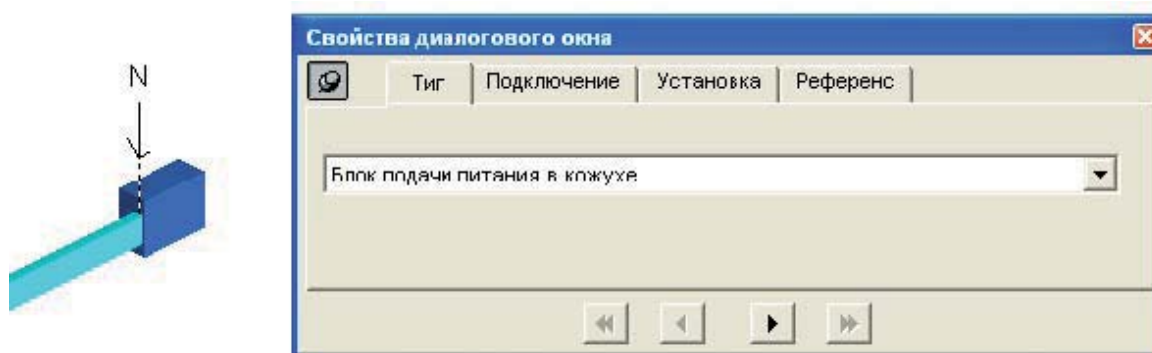 Свойства диалогового окна
N
Тиг Подключение Установка Референс
Блок подачи питания в кожухе